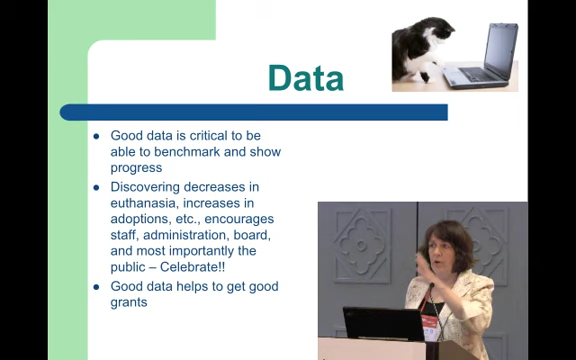 Data
Good data is critical to be
able to benchmark and show
progress
Discovering decreases in
euthanasia, increases in
adoptions, etc., encourages
staff, administration, board,
and most importantly the
public – Celebrate!!
Good data helps to get good
grants